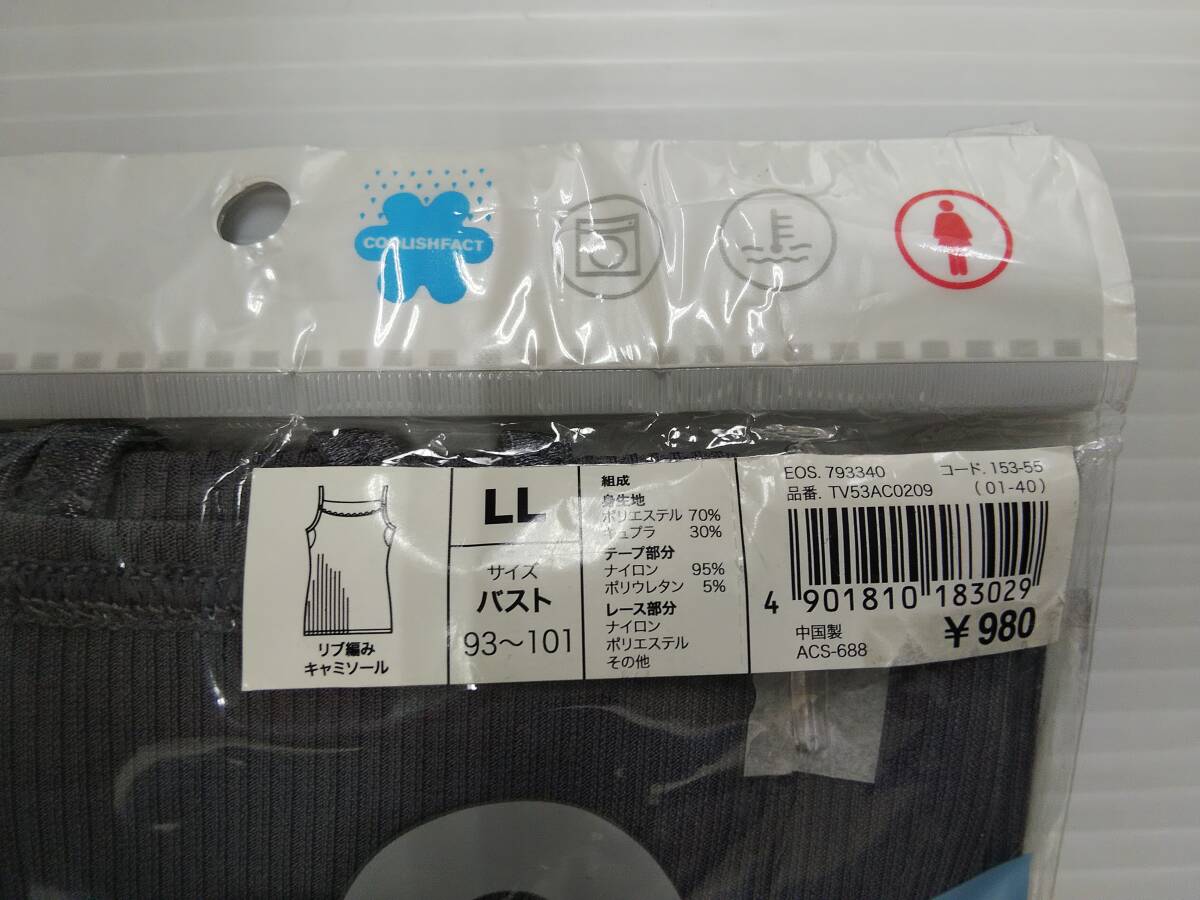 COOLISHFACT
リブ編み
キャミソール
LL
サイズ
バスト
93〜101
組成
身生地
ポリエステル 70%
キュプラ 30%
テープ部分
ナイロン 95%
ポリウレタン 5%
レース部分
ナイロン
ポリエステル
その他
EOS. 793340 コード. 153-55
品番. TV53AC0209 (01-40)
4 901810 183029
中国製
ACS-688
¥980